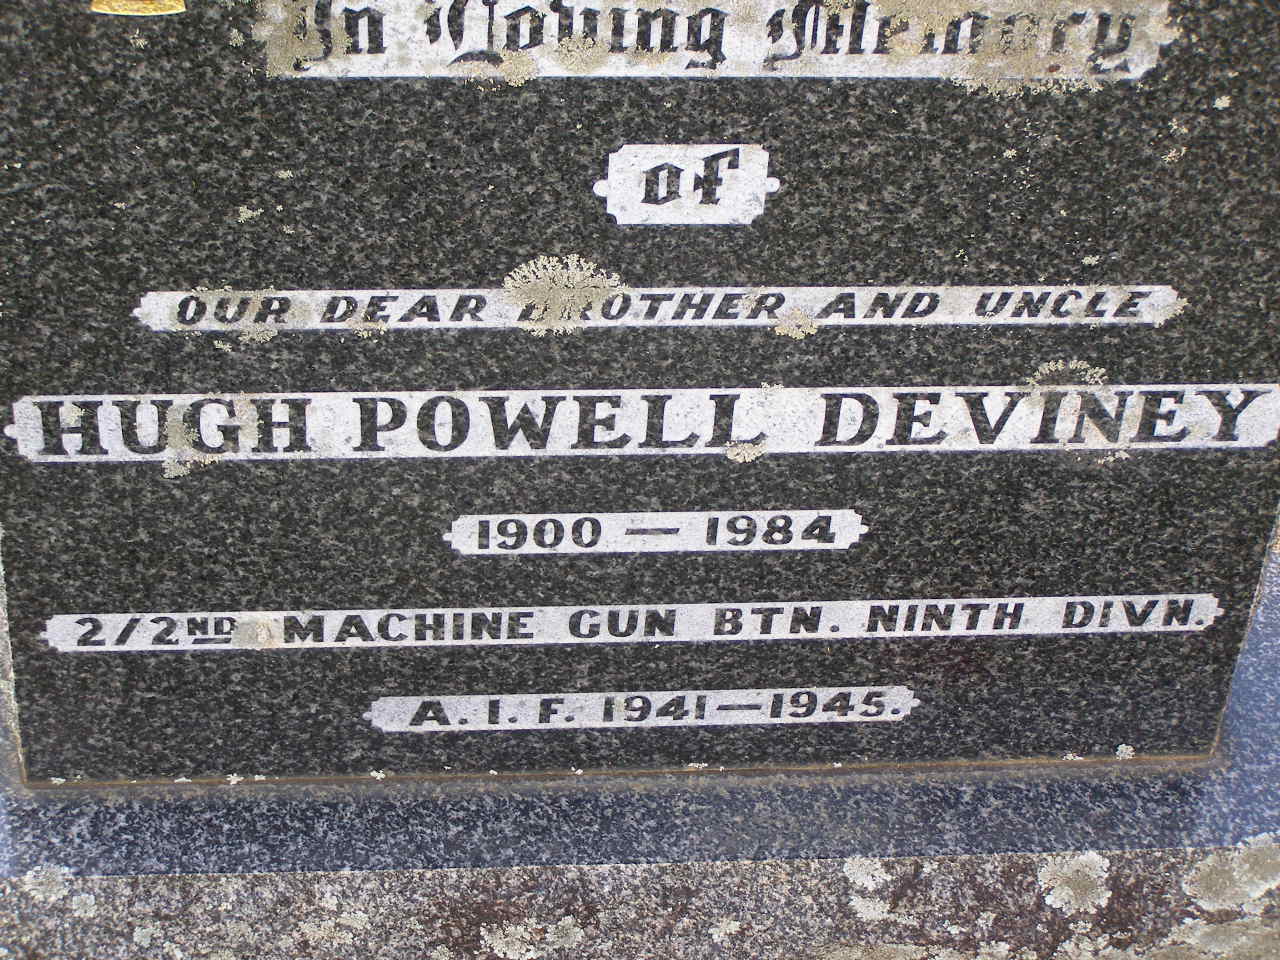 In Loving Memory
of
OUR DEAR BROTHER AND UNCLE
HUGH POWELL DEVINEY
1900 — 1984
2/2ND MACHINE GUN BTN. NINTH DIVN.
A.I.F. 1941—1945.